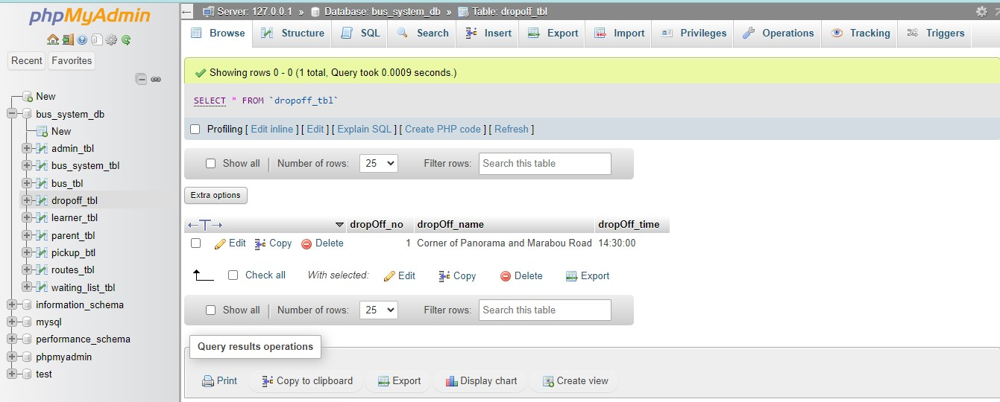 phpMyAdmin
Recent Favorites
New
bus_system_db
New
admin_tbl
bus_system_tbl
bus_tbl
dropoff_tbl
learner_tbl
parent_tbl
pickup_btl
routes_tbl
waiting_list_tbl
information_schema
mysql
performance_schema
phpmyadmin
test
Server: 127.0.0.1 » Database: bus_system_db » Table: dropoff_tbl
Browse Structure SQL Search Insert Export Import Privileges Operations Tracking Triggers
Showing rows 0 - 0 (1 total, Query took 0.0009 seconds.)
SELECT * FROM `dropoff_tbl`
Profiling [ Edit inline ] [ Edit ] [ Explain SQL ] [ Create PHP code ] [ Refresh ]
Show all Number of rows: 25 Filter rows: Search this table
Extra options
←T→ dropOff_no dropOff_name dropOff_time
Edit Copy Delete 1 Corner of Panorama and Marabou Road 14:30:00
Check all With selected: Edit Copy Delete Export
Show all Number of rows: 25 Filter rows: Search this table
Query results operations
Print Copy to clipboard Export Display chart Create view